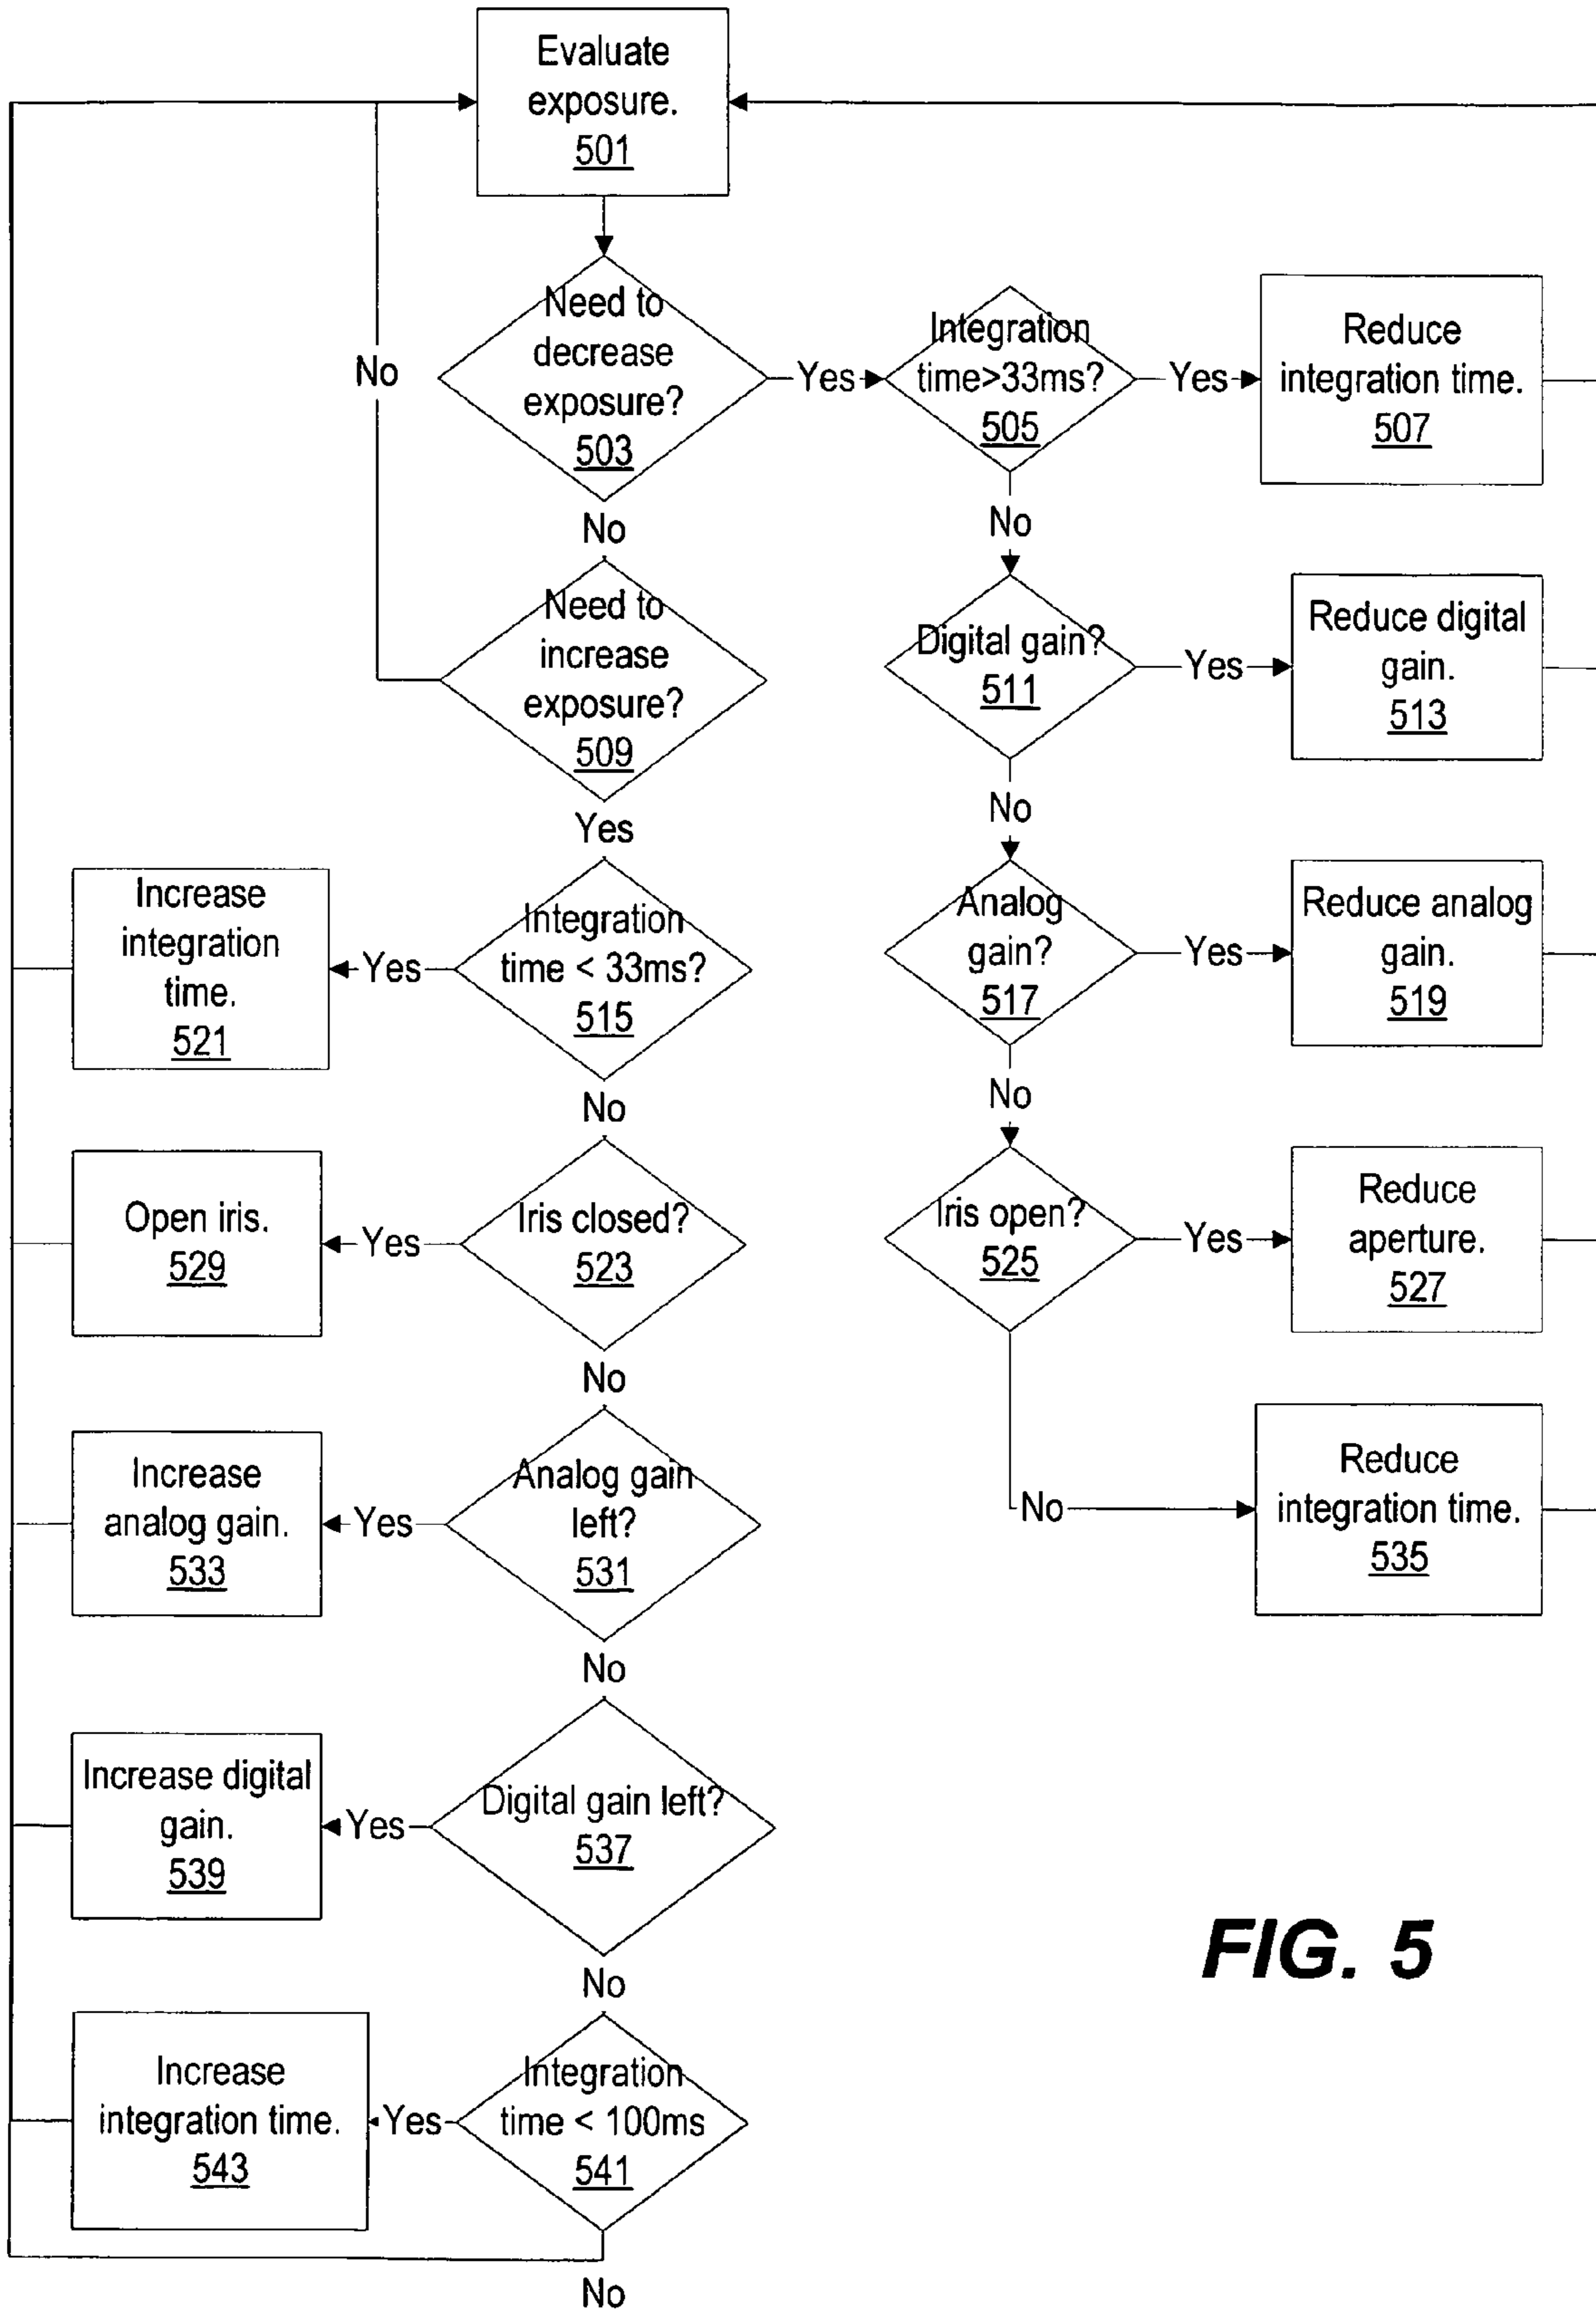 Evaluate
exposure.
501
Need to
decrease
exposure?
503
Yes
Integration
time>33ms?
505
Yes
Reduce
integration time.
507
No
No
No
Need to
increase
exposure?
509
Digital gain?
511
Yes
Reduce digital
gain.
513
No
Yes
Analog
gain?
517
Yes
Reduce analog
gain.
519
Increase
integration
time.
521
Yes
Integration
time < 33ms?
515
No
No
Iris open?
525
Yes
Reduce
aperture.
527
Open iris.
529
Yes
Iris closed?
523
No
No
Reduce
integration time.
535
Increase
analog gain.
533
Yes
Analog gain
left?
531
No
Increase digital
gain.
539
Yes
Digital gain left?
537
No
Increase
integration time.
543
Yes
Integration
time < 100ms
541
No
FIG. 5